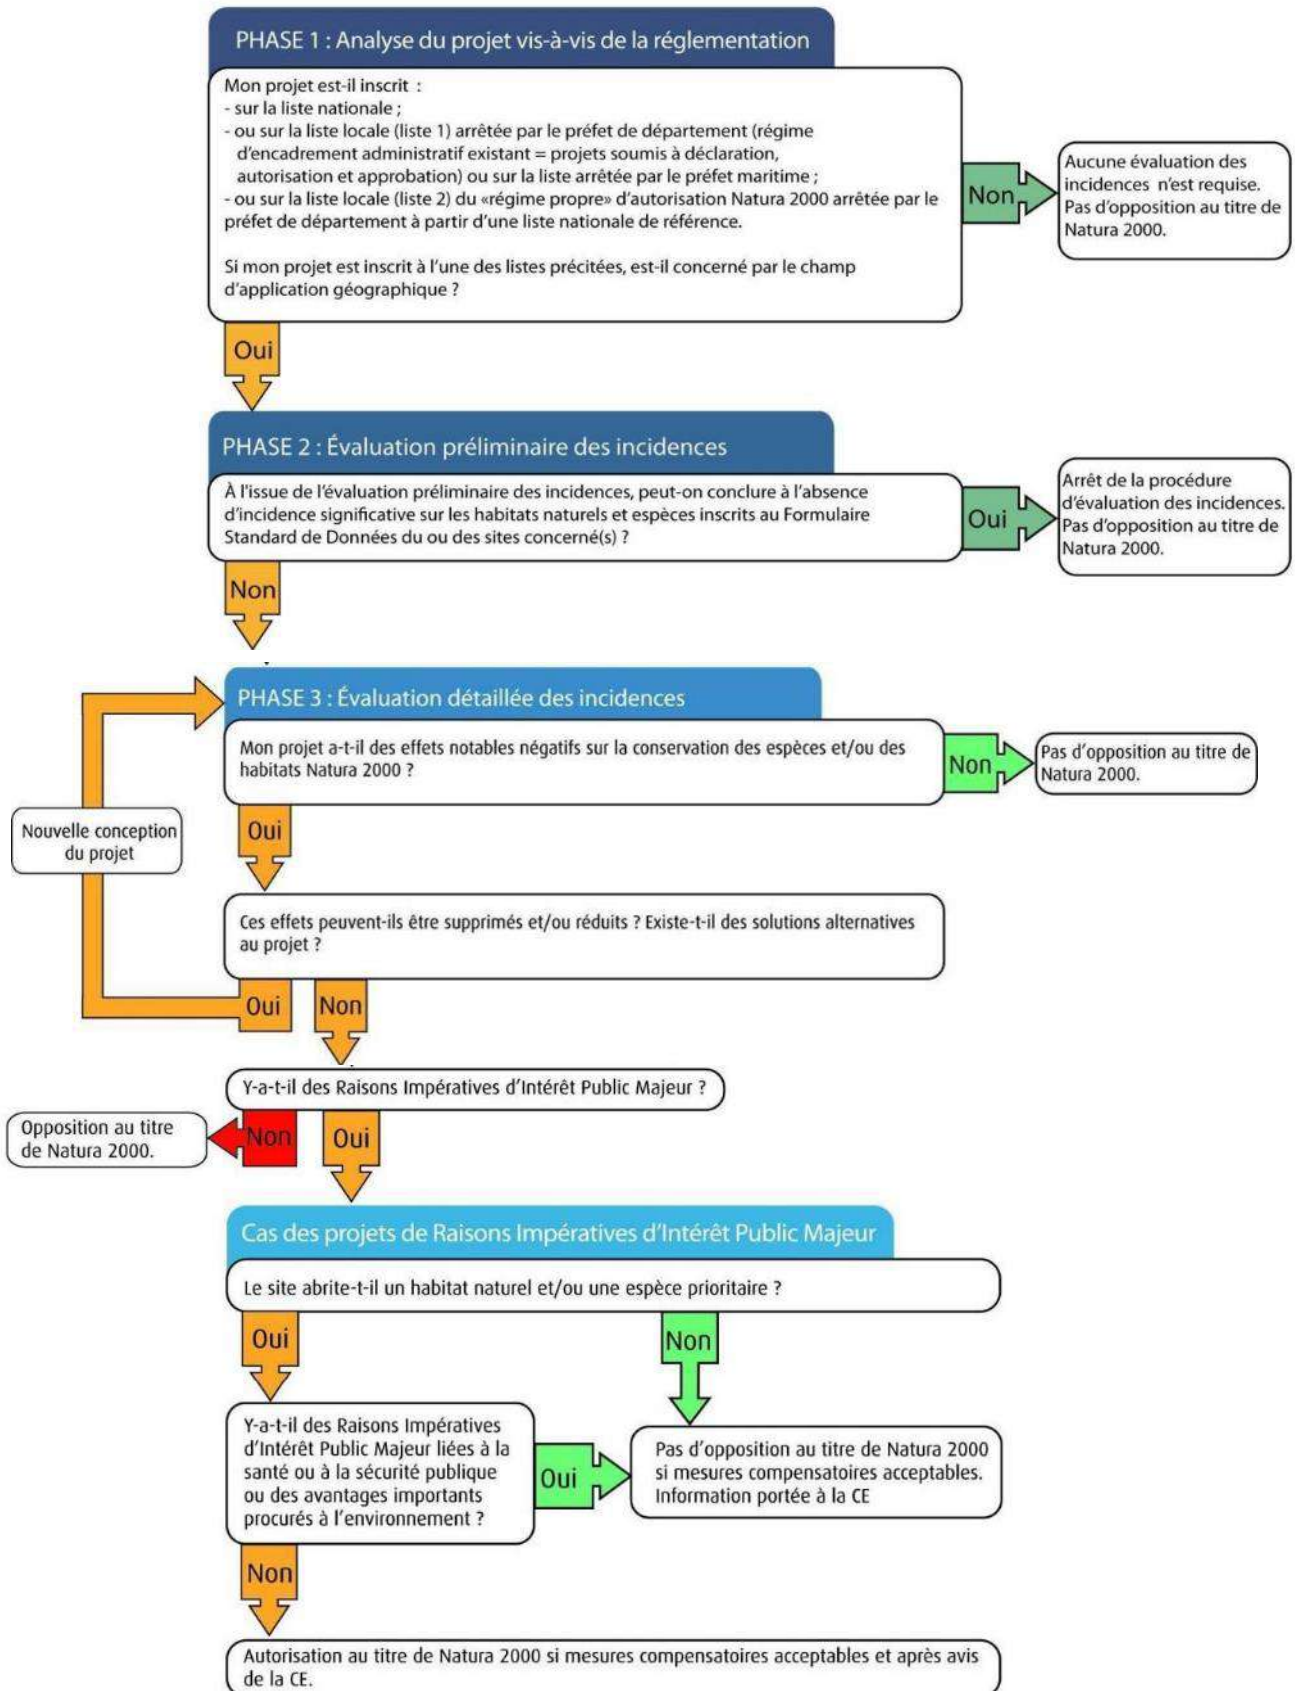 PHASE 1 : Analyse du projet vis-à-vis de la réglementation
Mon projet est-il inscrit :
- sur la liste nationale ;
- ou sur la liste locale (liste 1) arrêtée par le préfet de département (régime
d'encadrement administratif existant = projets soumis à déclaration,
autorisation et approbation) ou sur la liste arrêtée par le préfet maritime ;
- ou sur la liste locale (liste 2) du «régime propre» d'autorisation Natura 2000 arrêtée par le
préfet de département à partir d'une liste nationale de référence.
Si mon projet est inscrit à l'une des listes précitées, est-il concerné par le champ
d'application géographique ?
Non
Aucune évaluation des
incidences n'est requise.
Pas d'opposition au titre de
Natura 2000.
Oui
PHASE 2 : Évaluation préliminaire des incidences
À l'issue de l'évaluation préliminaire des incidences, peut-on conclure à l'absence
d'incidence significative sur les habitats naturels et espèces inscrits au Formulaire
Standard de Données du ou des sites concerné(s) ?
Oui
Arrêt de la procédure
d'évaluation des incidences.
Pas d'opposition au titre de
Natura 2000.
Non
PHASE 3 : Évaluation détaillée des incidences
Mon projet a-t-il des effets notables négatifs sur la conservation des espèces et/ou des
habitats Natura 2000 ?
Non
Pas d'opposition au titre de
Natura 2000.
Oui
Nouvelle conception
du projet
Ces effets peuvent-ils être supprimés et/ou réduits ? Existe-t-il des solutions alternatives
au projet ?
Oui
Non
Y-a-t-il des Raisons Impératives d'Intérêt Public Majeur ?
Non
Oui
Opposition au titre
de Natura 2000.
Cas des projets de Raisons Impératives d'Intérêt Public Majeur
Le site abrite-t-il un habitat naturel et/ou une espèce prioritaire ?
Oui
Non
Y-a-t-il des Raisons Impératives
d'Intérêt Public Majeur liées à la
santé ou à la sécurité publique
ou des avantages importants
procurés à l'environnement ?
Oui
Pas d'opposition au titre de Natura 2000
si mesures compensatoires acceptables.
Information portée à la CE
Non
Autorisation au titre de Natura 2000 si mesures compensatoires acceptables et après avis
de la CE.